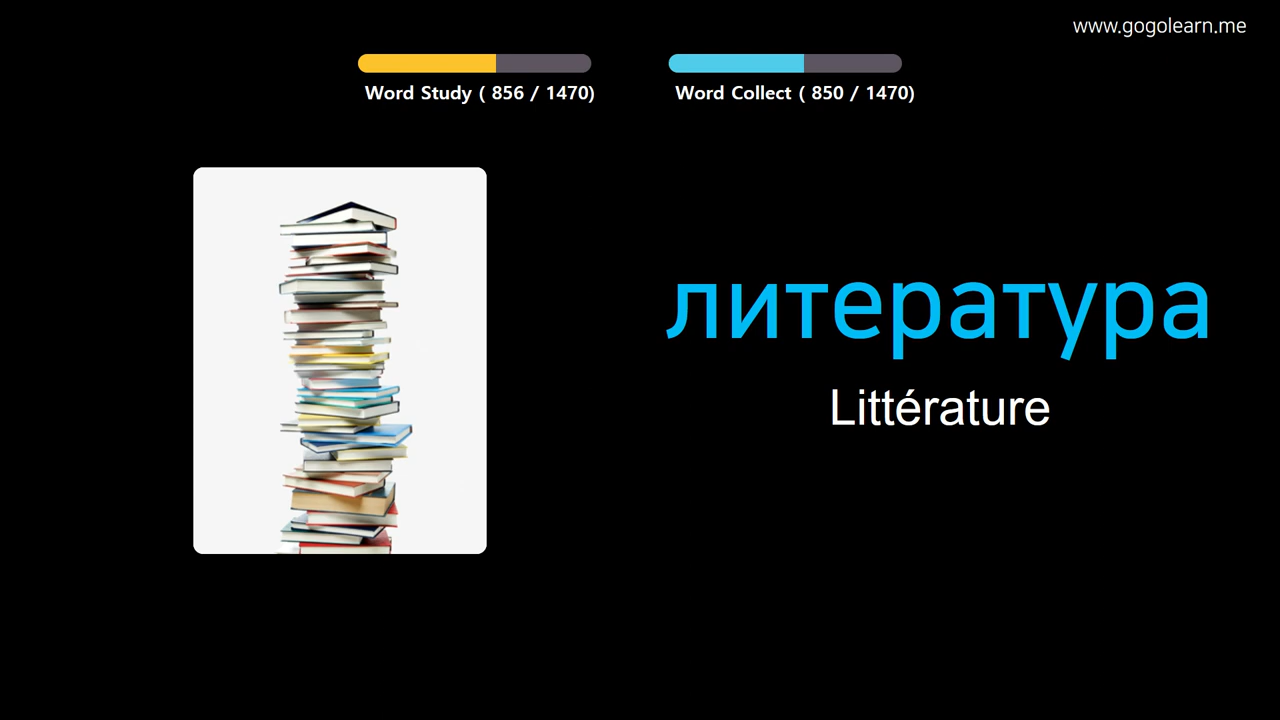 www.gogolearn.me
Word Study ( 856 / 1470)
Word Collect ( 850 / 1470)
литература
Littérature